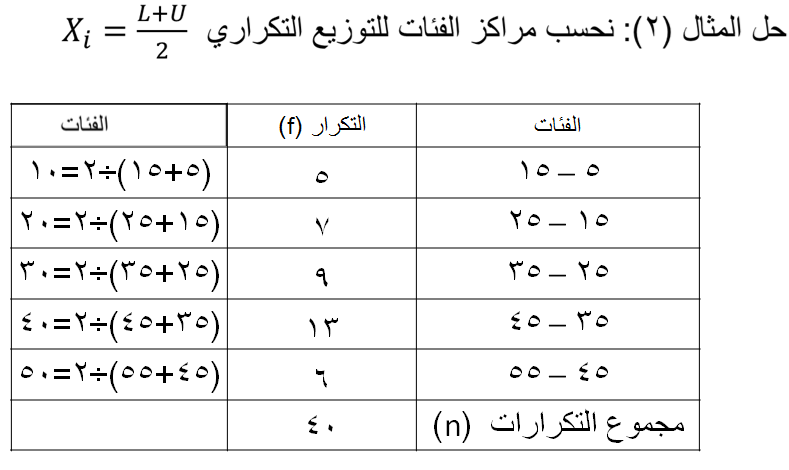 حل المثال (٢): نحسب مراكز الفئات للتوزيع التكراري Xᵢ = (L+U)/2
الفئات | التكرار (f) | الفئات
٥ – ١٥ | ٥ | (٥+١٥)÷٢=١٠
١٥ – ٢٥ | ٧ | (١٥+٢٥)÷٢=٢٠
٢٥ – ٣٥ | ٩ | (٢٥+٣٥)÷٢=٣٠
٣٥ – ٤٥ | ١٣ | (٣٥+٤٥)÷٢=٤٠
٤٥ – ٥٥ | ٦ | (٤٥+٥٥)÷٢=٥٠
مجموع التكرارات (n) | ٤٠